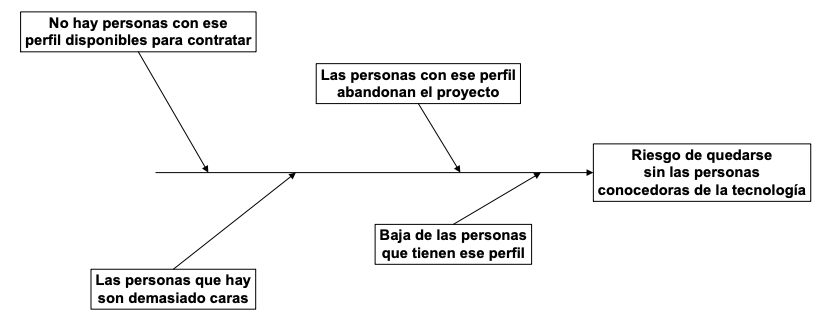 No hay personas con ese
perfil disponibles para contratar
Las personas con ese perfil
abandonan el proyecto
Riesgo de quedarse
sin las personas
conocedoras de la tecnología
Baja de las personas
que tienen ese perfil
Las personas que hay
son demasiado caras